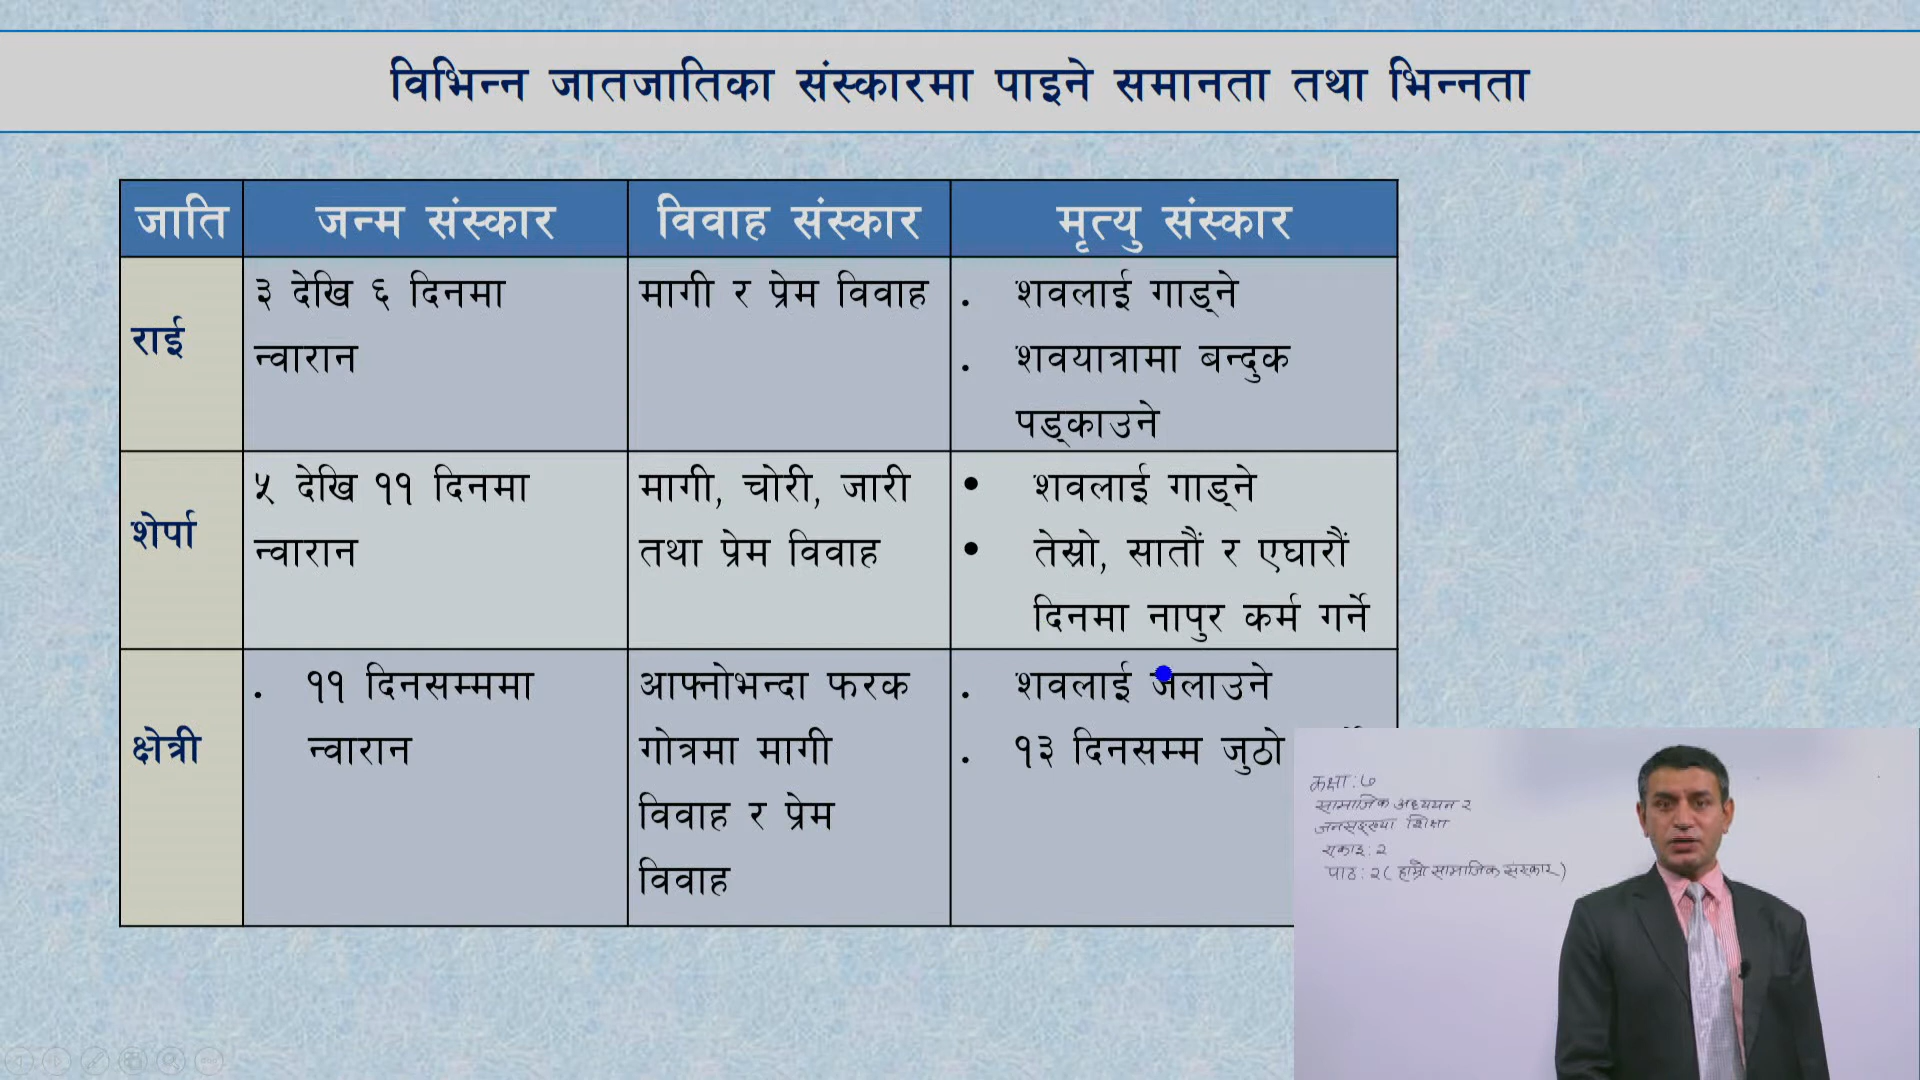 विभिन्न जातजातिका संस्कारमा पाइने समानता तथा भिन्नता
जाति जन्म संस्कार विवाह संस्कार मृत्यु संस्कार
राई
३ देखि ६ दिनमा
न्वारान
मागी र प्रेम विवाह
. शवलाई गाड्ने
. शवयात्रामा बन्दुक
पड्काउने
शेर्पा
५ देखि ११ दिनमा
न्वारान
मागी, चोरी, जारी
तथा प्रेम विवाह
• शवलाई गाड्ने
• तेस्रो, सातौं र एघारौं
दिनमा नापुर कर्म गर्ने
क्षेत्री
. ११ दिनसम्ममा
न्वारान
आफ्नोभन्दा फरक
गोत्रमा मागी
विवाह र प्रेम
विवाह
. शवलाई जलाउने
. १३ दिनसम्म जुठो
कक्षा : ७
सामाजिक अध्ययन र
जनसङ्ख्या शिक्षा
एकाइ : २
पाठ : २ ( हाम्रो सामाजिक संस्कार )